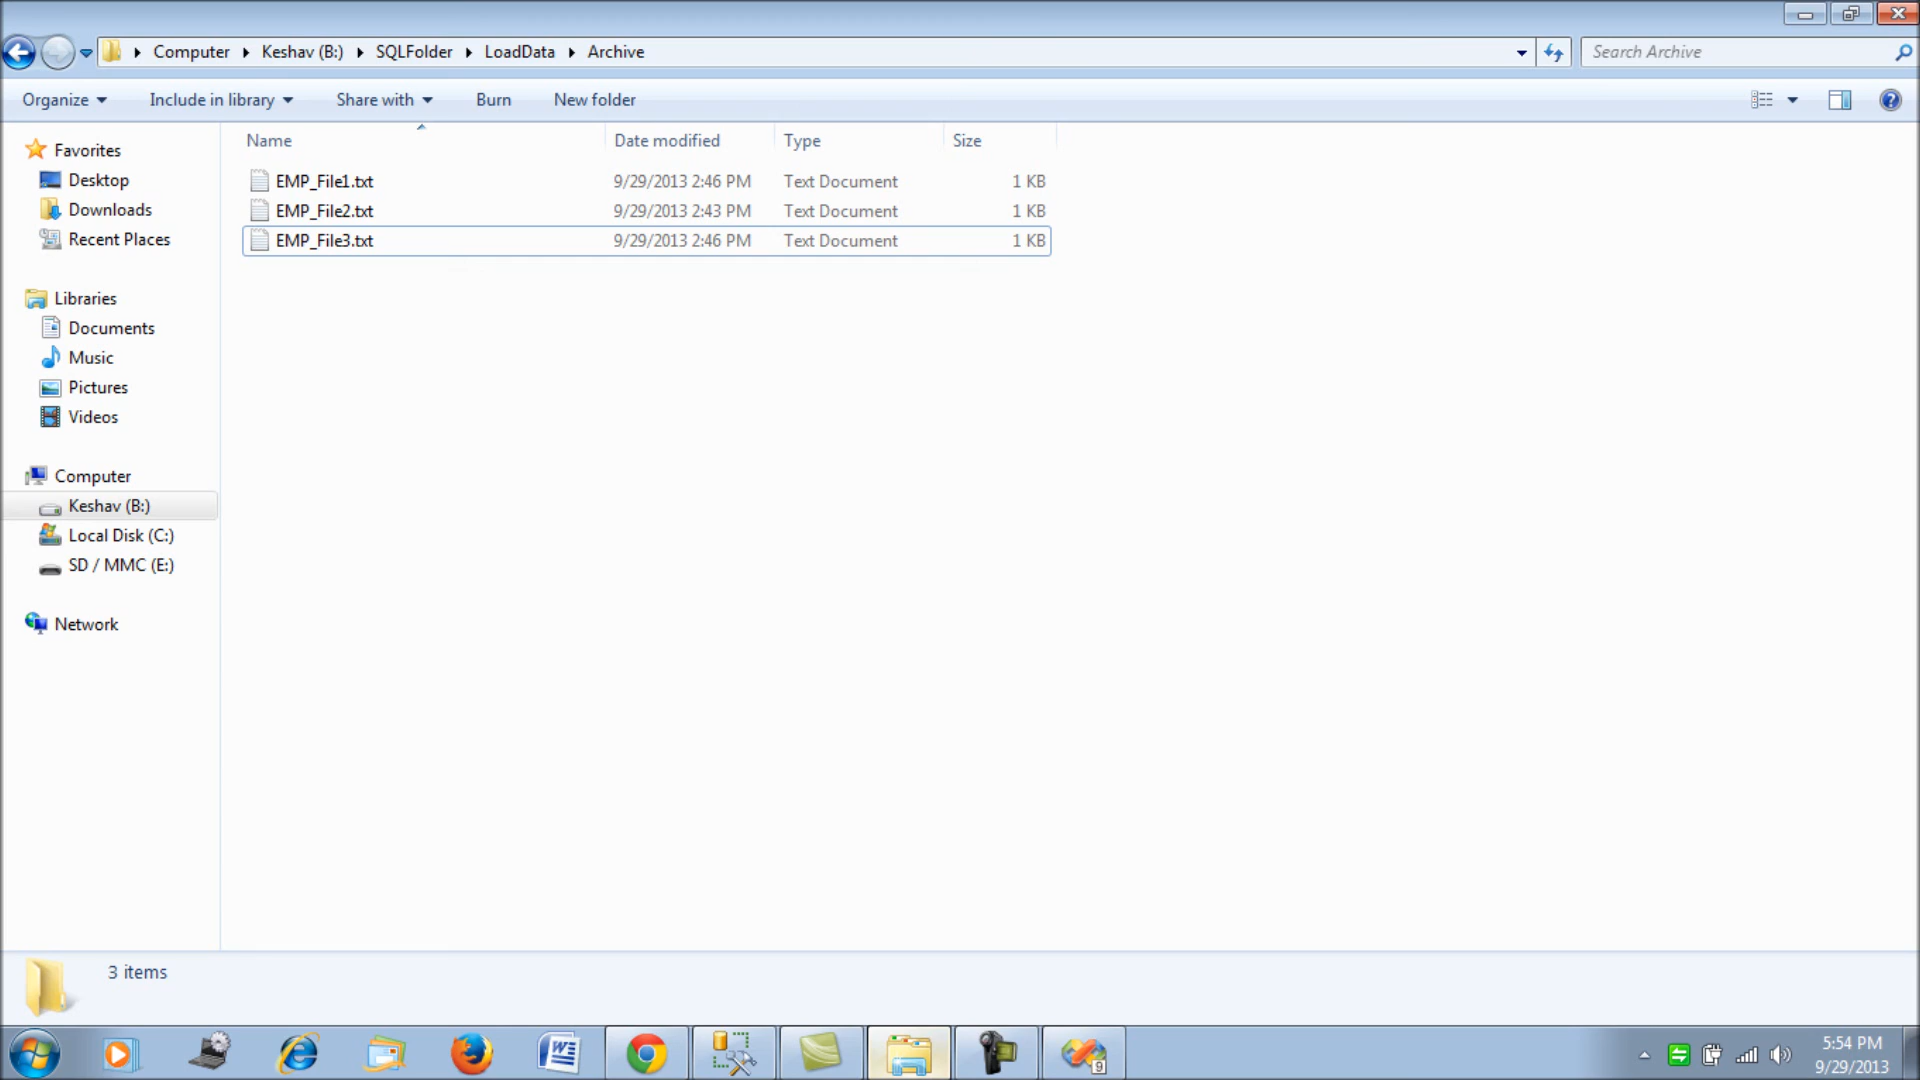 Computer Keshav (B:) SQLFolder LoadData Archive
Search Archive
Organize Include in library Share with Burn New folder
Name Date modified Type Size
EMP_File1.txt 9/29/2013 2:46 PM Text Document 1 KB
EMP_File2.txt 9/29/2013 2:43 PM Text Document 1 KB
EMP_File3.txt 9/29/2013 2:46 PM Text Document 1 KB
Favorites
Desktop
Downloads
Recent Places
Libraries
Documents
Music
Pictures
Videos
Computer
Keshav (B:)
Local Disk (C:)
SD / MMC (E:)
Network
3 items
9
5:54 PM
9/29/2013